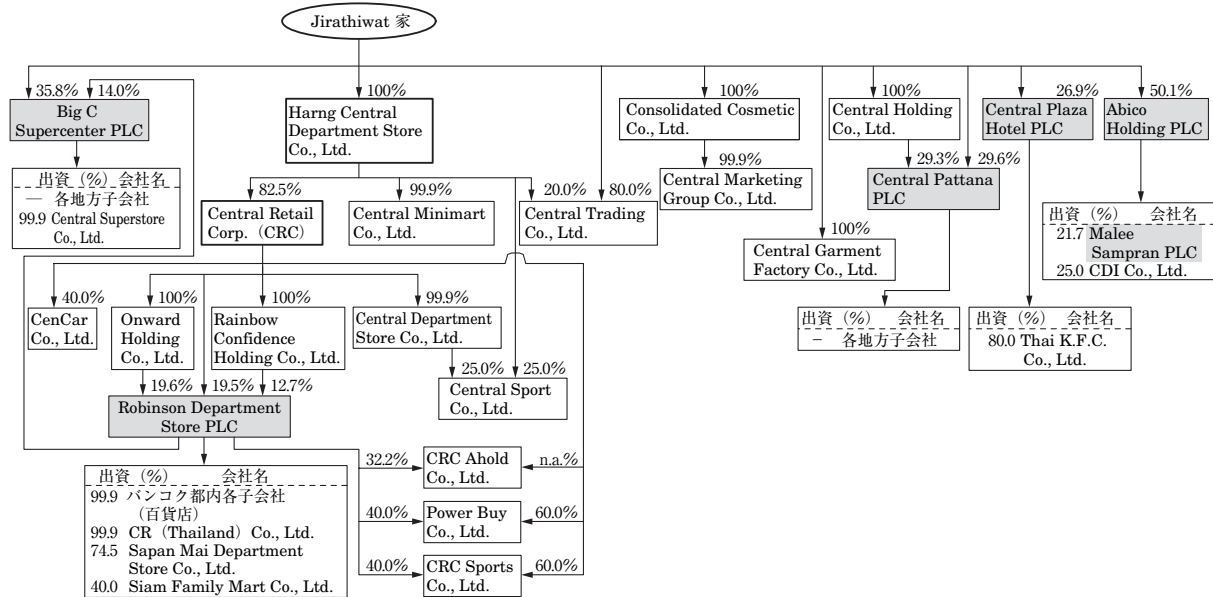 Jirathiwat 家
35.8% 14.0%
Big C
Supercenter PLC
100%
Harng Central
Department Store
Co., Ltd.
100%
Consolidated Cosmetic
Co., Ltd.
100%
Central Holding
Co., Ltd.
26.9%
Central Plaza
Hotel PLC
50.1%
Abico
Holding PLC
出資（%）会社名
— 各地方子会社
99.9 Central Superstore
Co., Ltd.
82.5%
Central Retail
Corp.（CRC）
99.9%
Central Minimart
Co., Ltd.
20.0% 80.0%
Central Trading
Co., Ltd.
99.9%
Central Marketing
Group Co., Ltd.
29.3% 29.6%
Central Pattana
PLC
100%
Central Garment
Factory Co., Ltd.
出資（%） 会社名
21.7 Malee
Sampran PLC
25.0 CDI Co., Ltd.
40.0%
CenCar
Co., Ltd.
100%
Onward
Holding
Co., Ltd.
100%
Rainbow
Confidence
Holding Co., Ltd.
99.9%
Central Department
Store Co., Ltd.
出資（%） 会社名
－ 各地方子会社
出資（%） 会社名
80.0 Thai K.F.C.
Co., Ltd.
25.0% 25.0%
Central Sport
Co., Ltd.
19.6% 19.5% 12.7%
Robinson Department
Store PLC
32.2%
CRC Ahold
Co., Ltd.
n.a.%
40.0%
Power Buy
Co., Ltd.
60.0%
40.0%
CRC Sports
Co., Ltd.
60.0%
出資（%） 会社名
99.9 バンコク都内各子会社
（百貨店）
99.9 CR（Thailand）Co., Ltd.
74.5 Sapan Mai Department
Store Co., Ltd.
40.0 Siam Family Mart Co., Ltd.